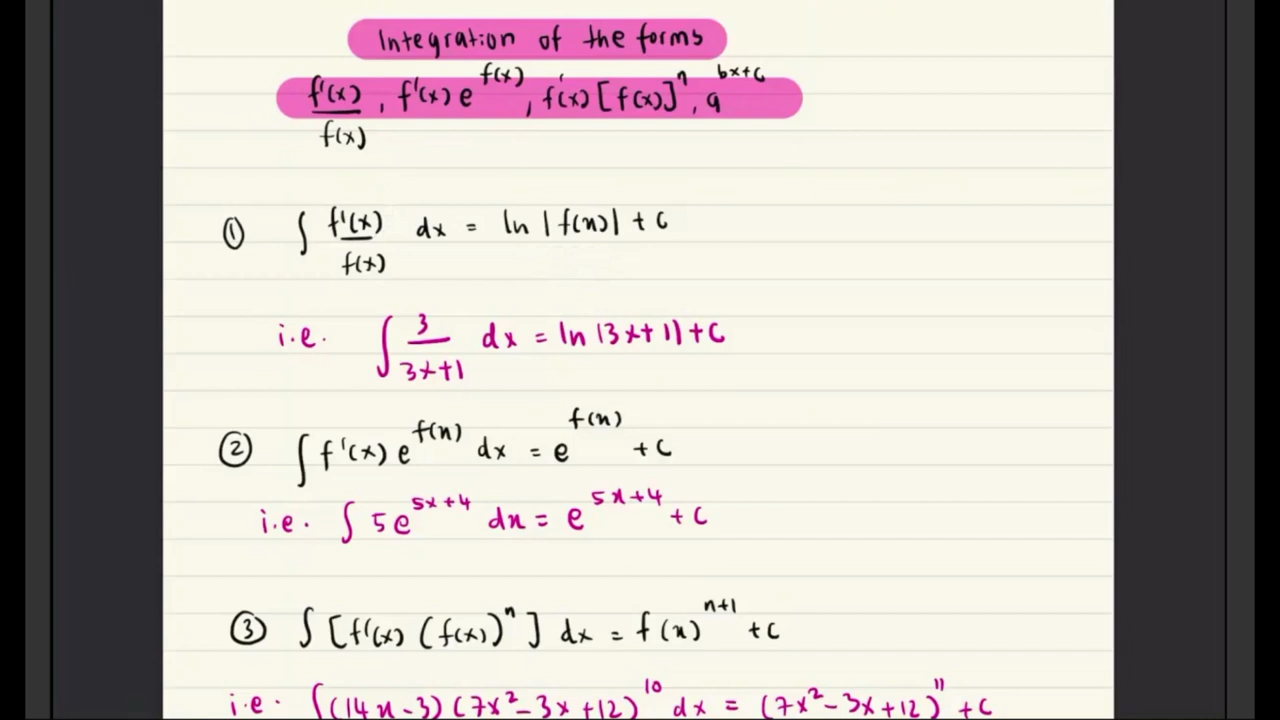 Integration of the forms
f'(x)/f(x), f'(x) e^f(x), f'(x) [f(x)]^n, a^bx+c
① ∫ f'(x)/f(x) dx = ln |f(x)| + c
i.e. ∫ 3/3x+1 dx = ln |3x+1| + c
② ∫ f'(x) e^f(x) dx = e^f(x) + c
i.e. ∫ 5e^5x+4 dx = e^5x+4 + c
③ ∫ [f'(x) (f(x))^n] dx = f(x)^n+1 + c
i.e. ∫(14x-3) (7x²-3x+12)^10 dx = (7x²-3x+12)^11 + c